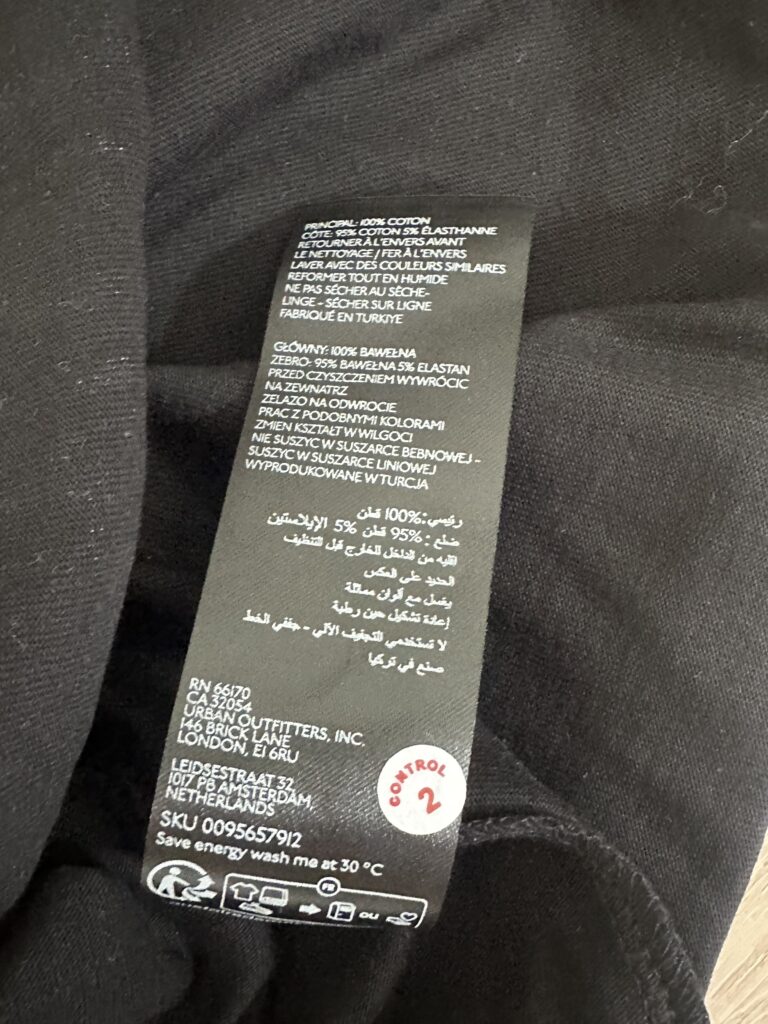 PRINCIPAL: 100% COTON
CÔTE: 95% COTON 5% ÉLASTHANNE
RETOURNER À L'ENVERS AVANT
LE NETTOYAGE / FER À L'ENVERS
LAVER AVEC DES COULEURS SIMILAIRES
REFORMER TOUT EN HUMIDE
NE PAS SÉCHER AU SÈCHE-
LINGE - SÉCHER SUR LIGNE
FABRIQUÉ EN TURKIYE
GŁÓWNY: 100% BAWEŁNA
ZEBRO: 95% BAWEŁNA 5% ELASTAN
PRZED CZYSZCZENIEM WYWRÓCIC
NA ZEWNATRZ
ZELAZO NA ODWROCIE
PRAC Z PODOBNYMI KOLORAMI
ZMIEN KSZTAŁT W WILGOCI
NIE SUSZYC W SUSZARCE BEBNOWEJ -
SUSZYC W SUSZARCE LINIOWEJ
WYPRODUKOWANE W TURCJA
رئيسي: 100% قطن
ضلع : 95% قطن 5% الإيلاستين
اقلبه من الداخل للخارج قبل التنظيف
الحديد على العكس
يغسل مع ألوان مماثلة
إعادة تشكيل حين رطبة
لا تستخدمي التجفيف الآلي - جففي الخط
صنع في تركيا
RN 66170
CA 32054
URBAN OUTFITTERS, INC.
146 BRICK LANE
LONDON, E1 6RU
LEIDSESTRAAT 32,
1017 PB AMSTERDAM,
NETHERLANDS
SKU 0095657912
Save energy wash me at 30 °C
CONTROL
2
FR
OU